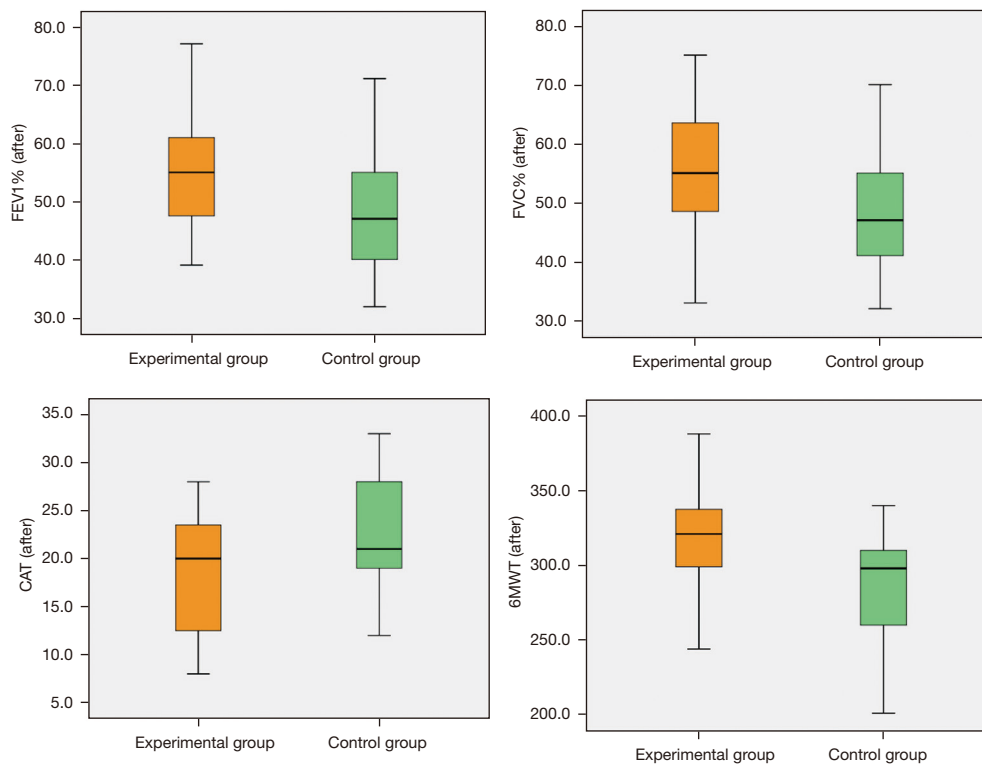 FEV1% (after)
80.0
70.0
60.0
50.0
40.0
30.0
Experimental group
Control group
FVC% (after)
80.0
70.0
60.0
50.0
40.0
30.0
Experimental group
Control group
CAT (after)
35.0
30.0
25.0
20.0
15.0
10.0
5.0
Experimental group
Control group
6MWT (after)
400.0
350.0
300.0
250.0
200.0
Experimental group
Control group